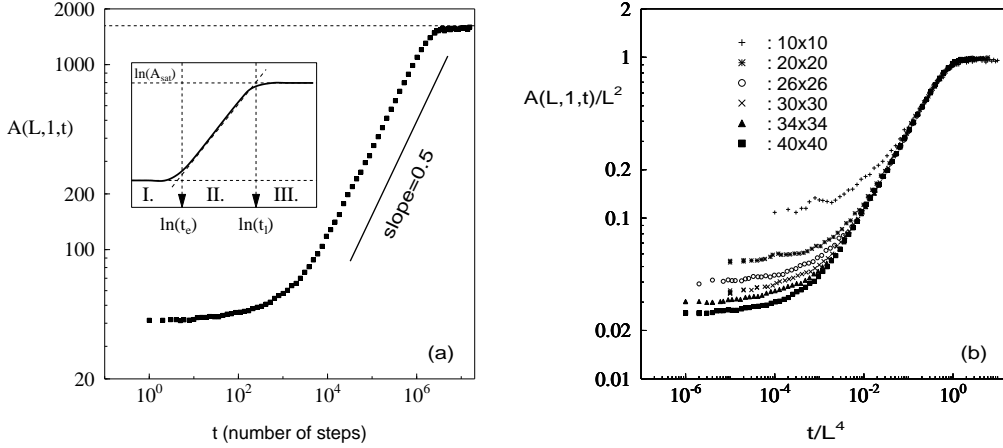 2000
1000
A(L,1,t)
200
100
20
ln(A_sat)
I. II. III.
ln(t_e) ln(t_l)
slope=0.5
(a)
10^0 10^2 10^4 10^6
t (number of steps)
2
1
A(L,1,t)/L^2
0.2
0.1
0.02
0.01
+ : 10x10
: 20x20
: 26x26
: 30x30
: 34x34
: 40x40
(b)
10^-6 10^-4 10^-2 10^0
t/L^4